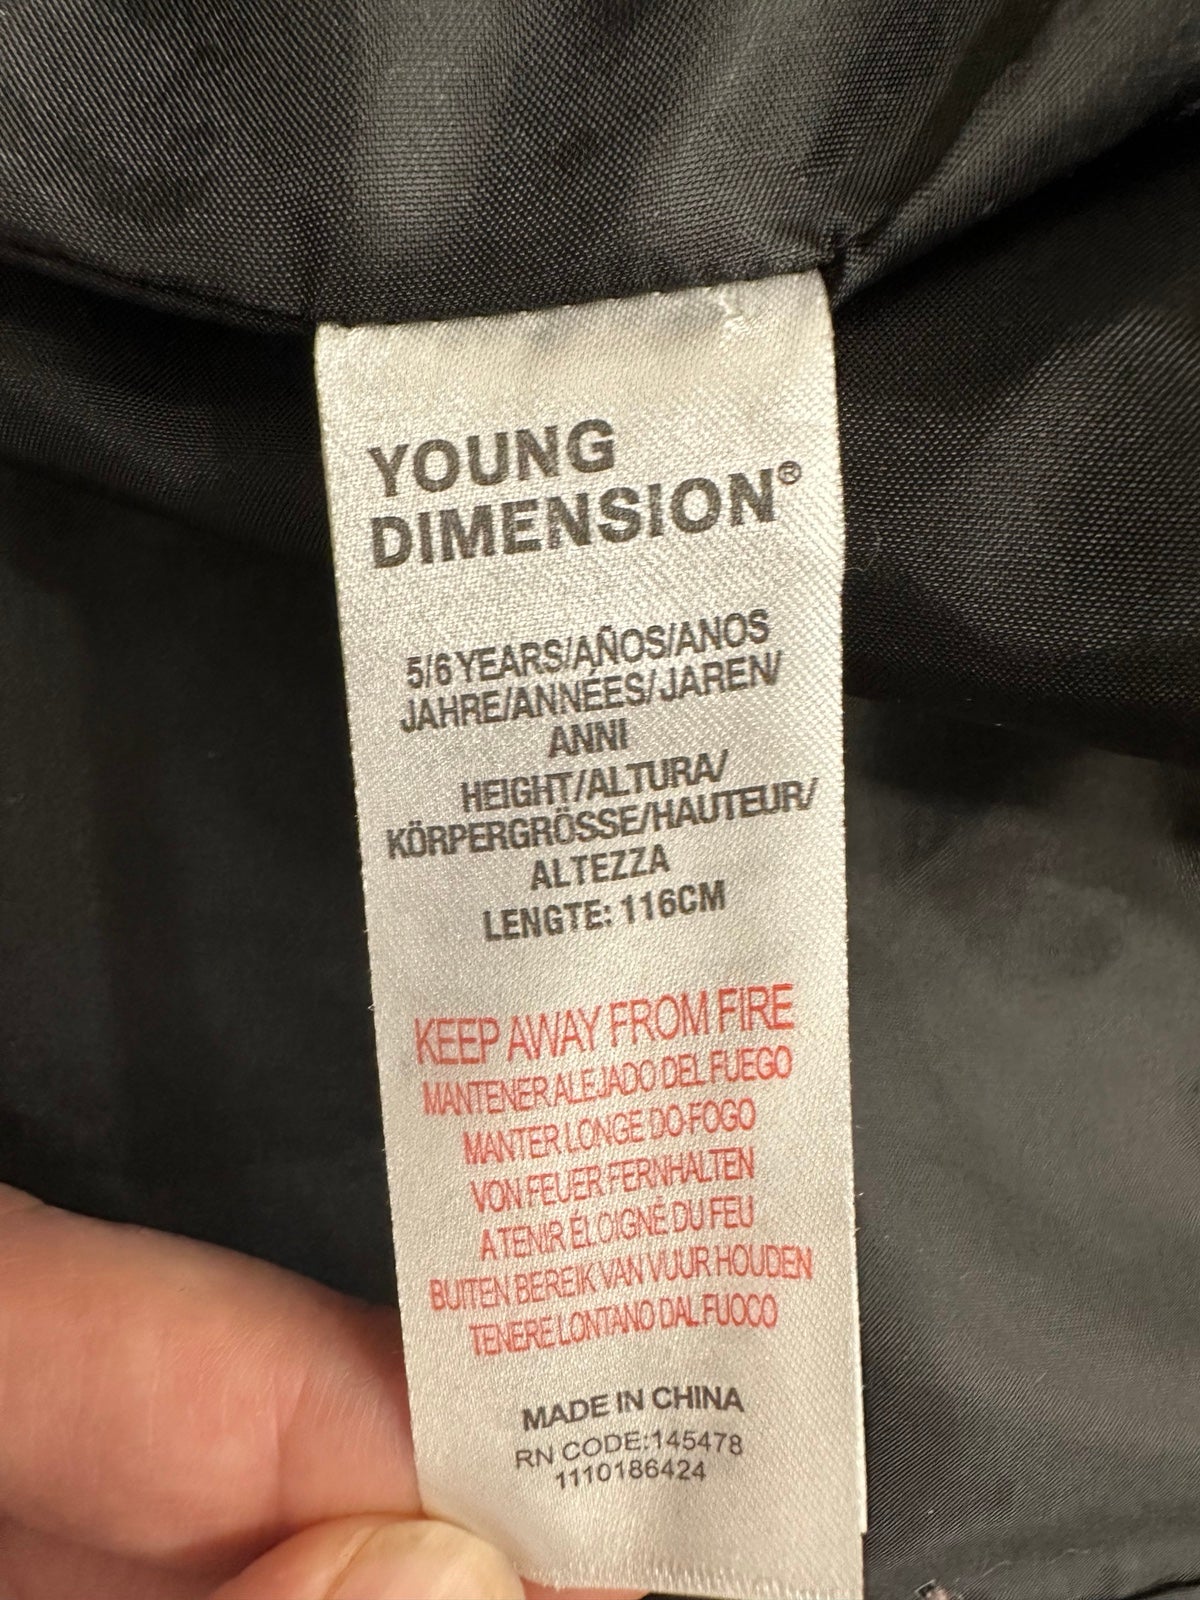 YOUNG
DIMENSION®
5/6 YEARS/AÑOS/ANOS
JAHRE/ANNÉES/JAREN/
ANNI
HEIGHT/ALTURA/
KÖRPERGRÖSSE/HAUTEUR/
ALTEZZA
LENGTE: 116CM
KEEP AWAY FROM FIRE
MANTENER ALEJADO DEL FUEGO
MANTER LONGE DO FOGO
VON FEUER FERNHALTEN
A TENIR ÉLOIGNÉ DU FEU
BUITEN BEREIK VAN VUUR HOUDEN
TENERE LONTANO DAL FUOCO
MADE IN CHINA
RN CODE:145478
1110186424